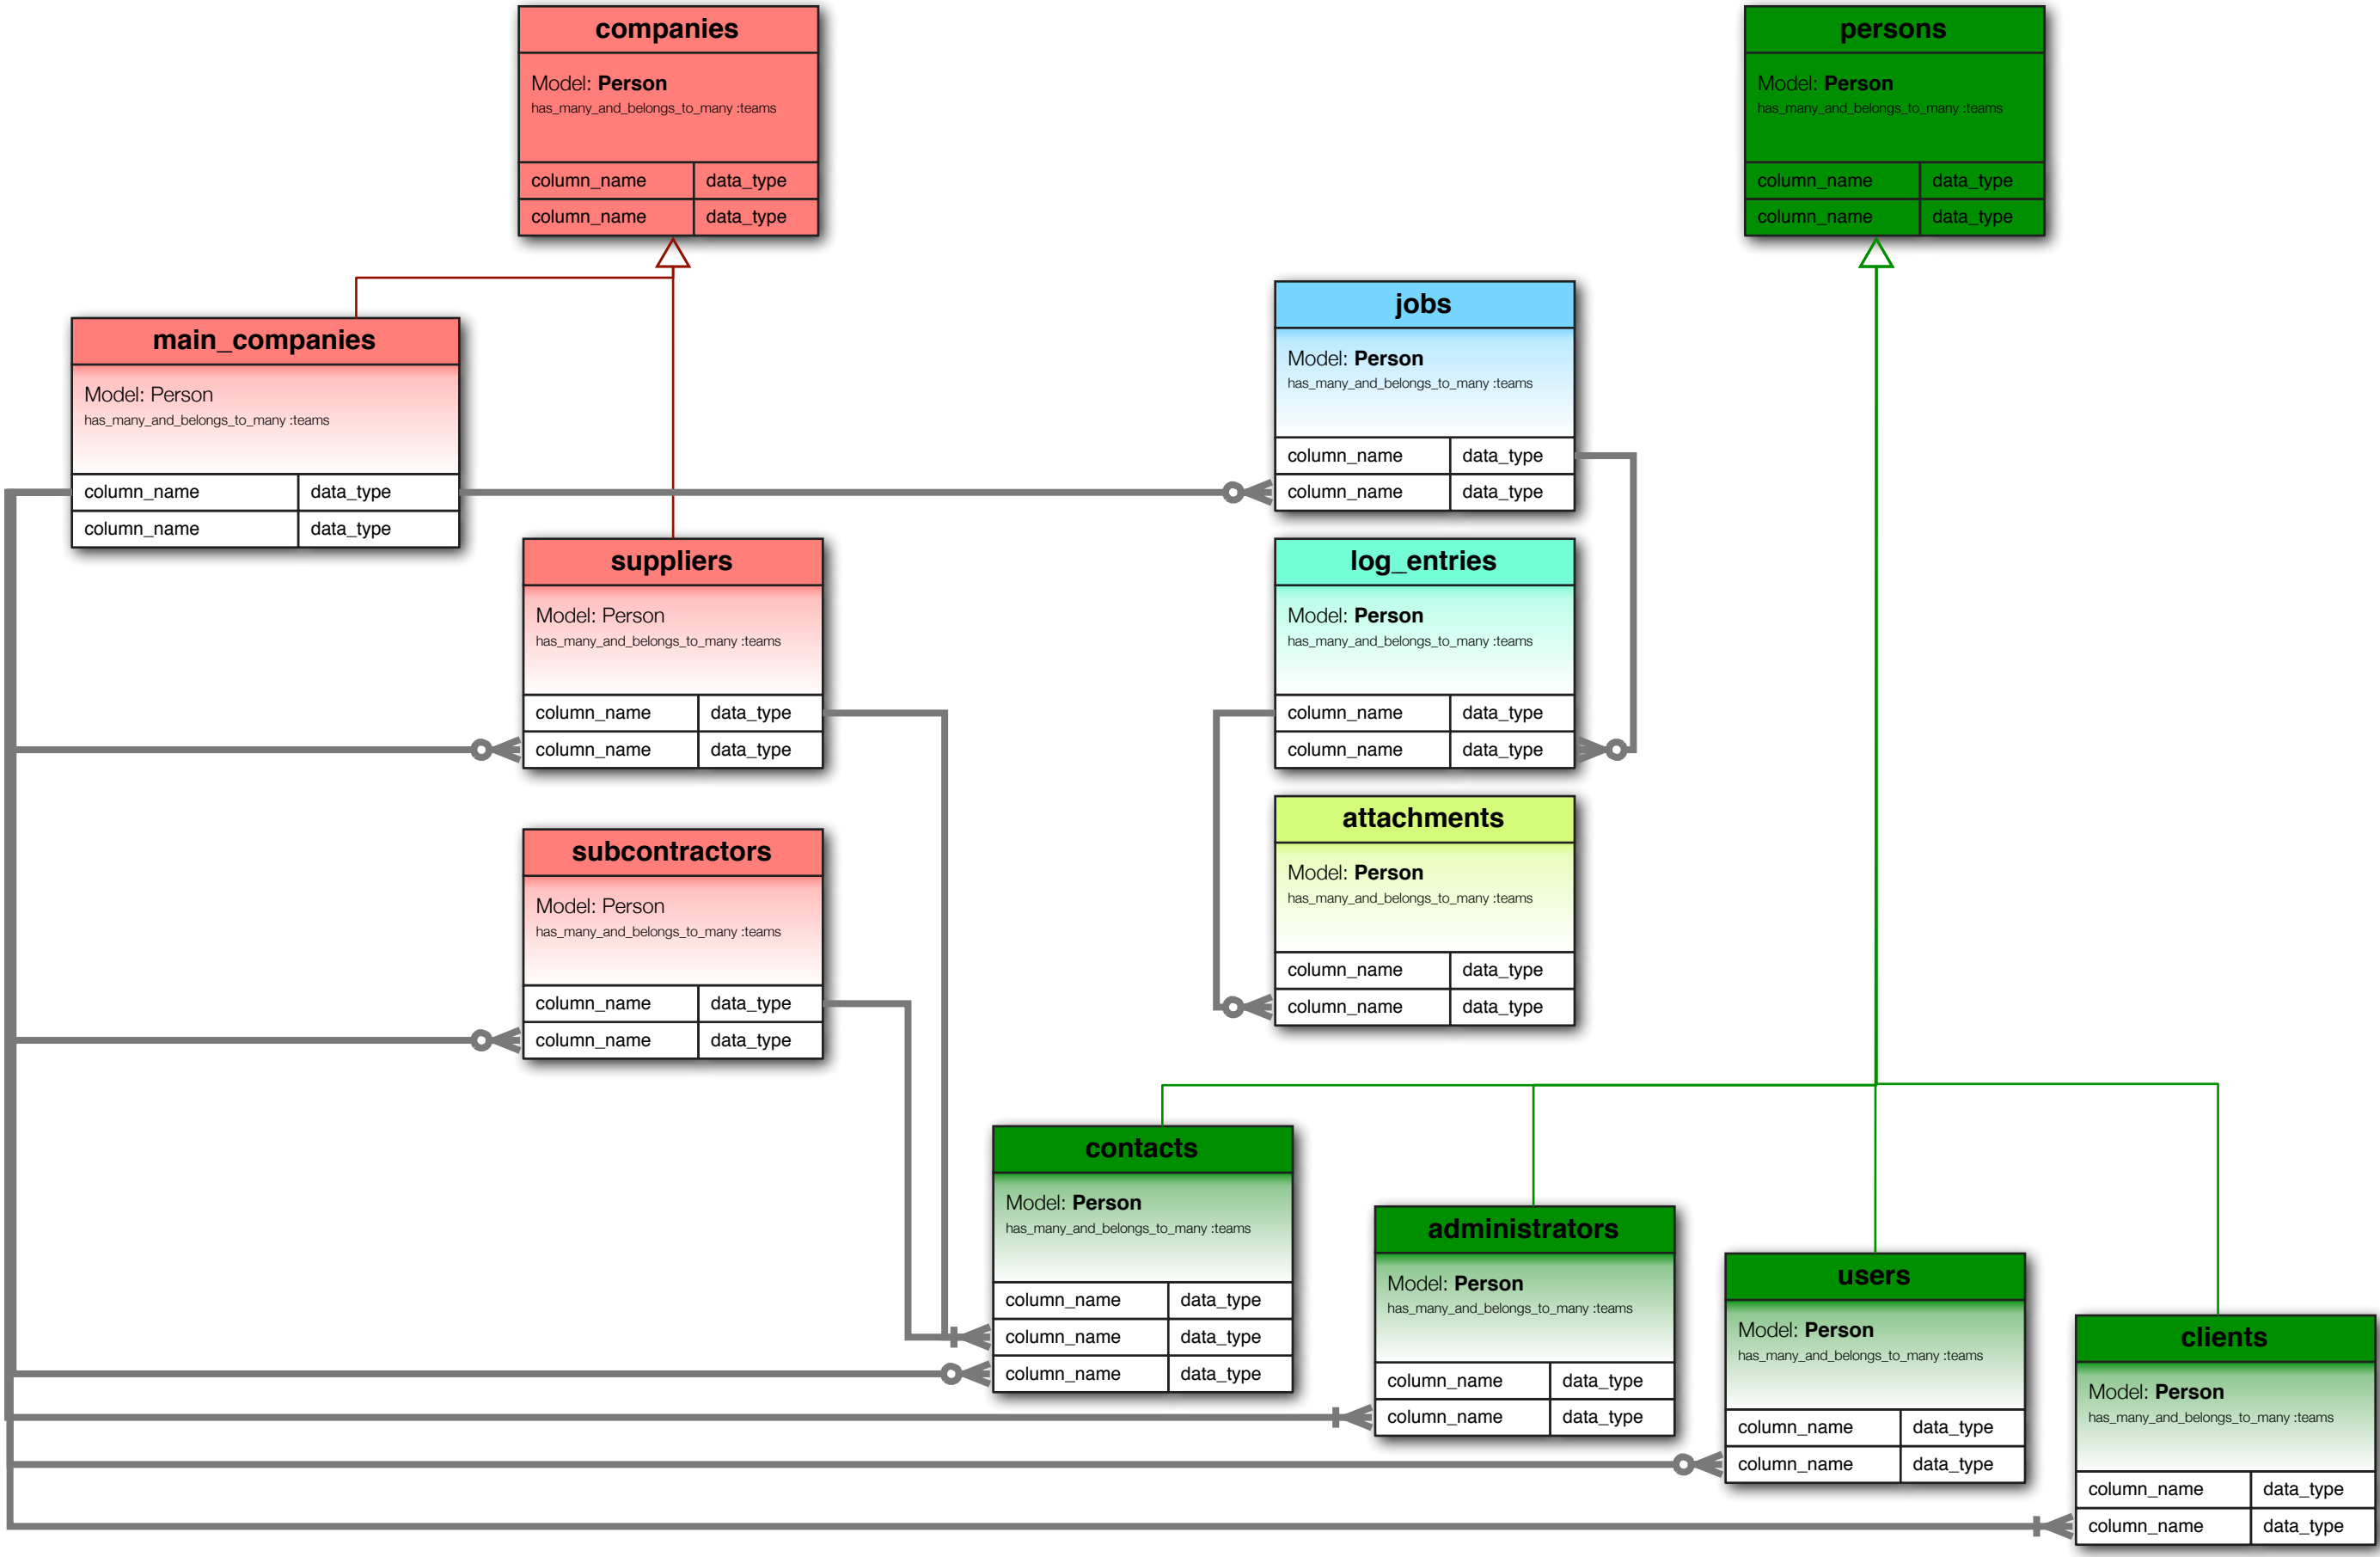 companies
Model: Person
has_many_and_belongs_to_many :teams
column_name data_type
column_name data_type
persons
Model: Person
has_many_and_belongs_to_many :teams
column_name data_type
column_name data_type
main_companies
Model: Person
has_many_and_belongs_to_many :teams
column_name data_type
column_name data_type
jobs
Model: Person
has_many_and_belongs_to_many :teams
column_name data_type
column_name data_type
suppliers
Model: Person
has_many_and_belongs_to_many :teams
column_name data_type
column_name data_type
log_entries
Model: Person
has_many_and_belongs_to_many :teams
column_name data_type
column_name data_type
subcontractors
Model: Person
has_many_and_belongs_to_many :teams
column_name data_type
column_name data_type
attachments
Model: Person
has_many_and_belongs_to_many :teams
column_name data_type
column_name data_type
contacts
Model: Person
has_many_and_belongs_to_many :teams
column_name data_type
column_name data_type
column_name data_type
administrators
Model: Person
has_many_and_belongs_to_many :teams
column_name data_type
column_name data_type
users
Model: Person
has_many_and_belongs_to_many :teams
column_name data_type
column_name data_type
clients
Model: Person
has_many_and_belongs_to_many :teams
column_name data_type
column_name data_type